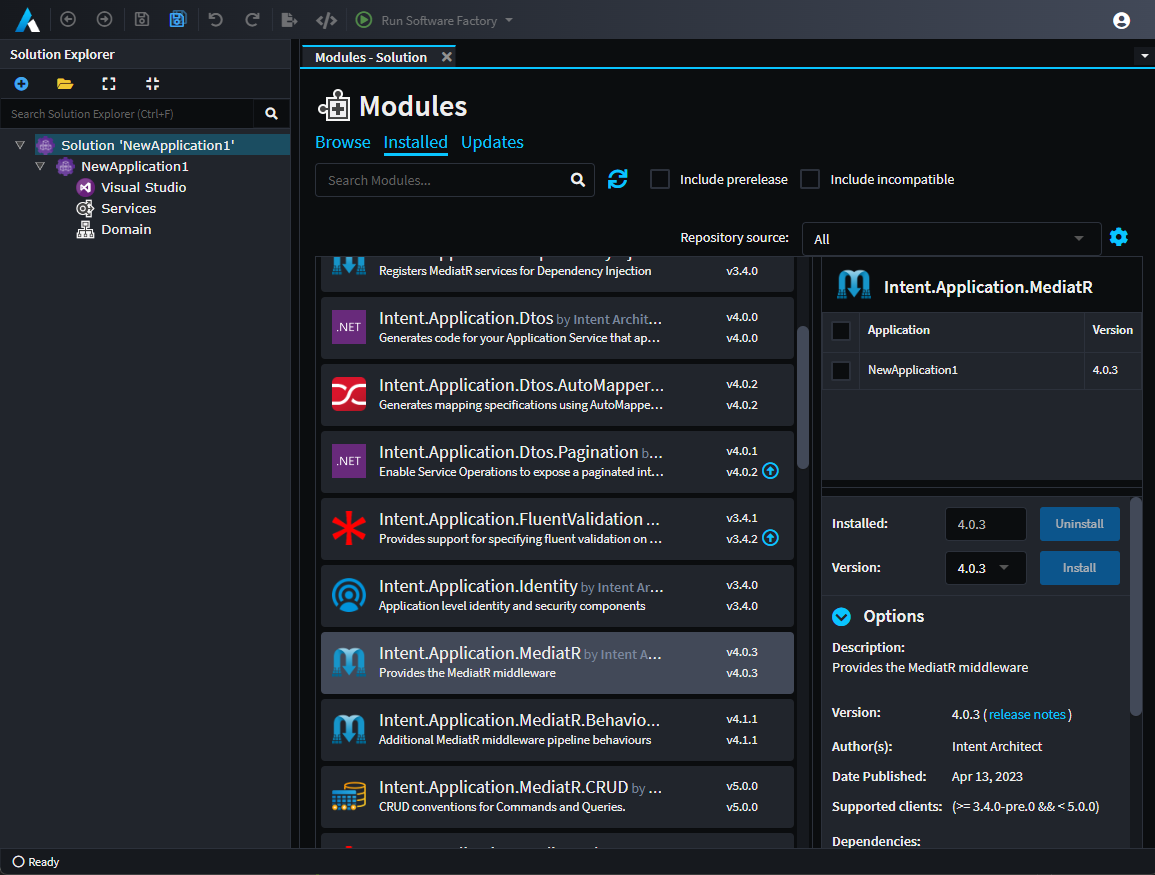 Run Software Factory
Solution Explorer
Search Solution Explorer (Ctrl+F)
Solution 'NewApplication1'
NewApplication1
Visual Studio
Services
Domain
Modules - Solution
Modules
Browse Installed Updates
Search Modules...
Include prerelease
Include incompatible
Repository source:
All
Registers MediatR services for Dependency Injection
v3.4.0
.NET
Intent.Application.Dtos by Intent Archit...
v4.0.0
Generates code for your Application Service that ap...
v4.0.0
Intent.Application.Dtos.AutoMapper...
v4.0.2
Generates mapping specifications using AutoMappe...
v4.0.2
.NET
Intent.Application.Dtos.Pagination b...
v4.0.1
Enable Service Operations to expose a paginated int...
v4.0.2
Intent.Application.FluentValidation ...
v3.4.1
Provides support for specifying fluent validation on ...
v3.4.2
Intent.Application.Identity by Intent Ar...
v3.4.0
Application level identity and security components
v3.4.0
Intent.Application.MediatR by Intent A...
v4.0.3
Provides the MediatR middleware
v4.0.3
Intent.Application.MediatR.Behavio...
v4.1.1
Additional MediatR middleware pipeline behaviours
v4.1.1
Intent.Application.MediatR.CRUD by ...
v5.0.0
CRUD conventions for Commands and Queries.
v5.0.0
Intent.Application.MediatR
Application Version
NewApplication1 4.0.3
Installed: 4.0.3 Uninstall
Version: 4.0.3 Install
Options
Description:
Provides the MediatR middleware
Version: 4.0.3 (release notes)
Author(s): Intent Architect
Date Published: Apr 13, 2023
Supported clients: (>= 3.4.0-pre.0 && < 5.0.0)
Dependencies:
Ready